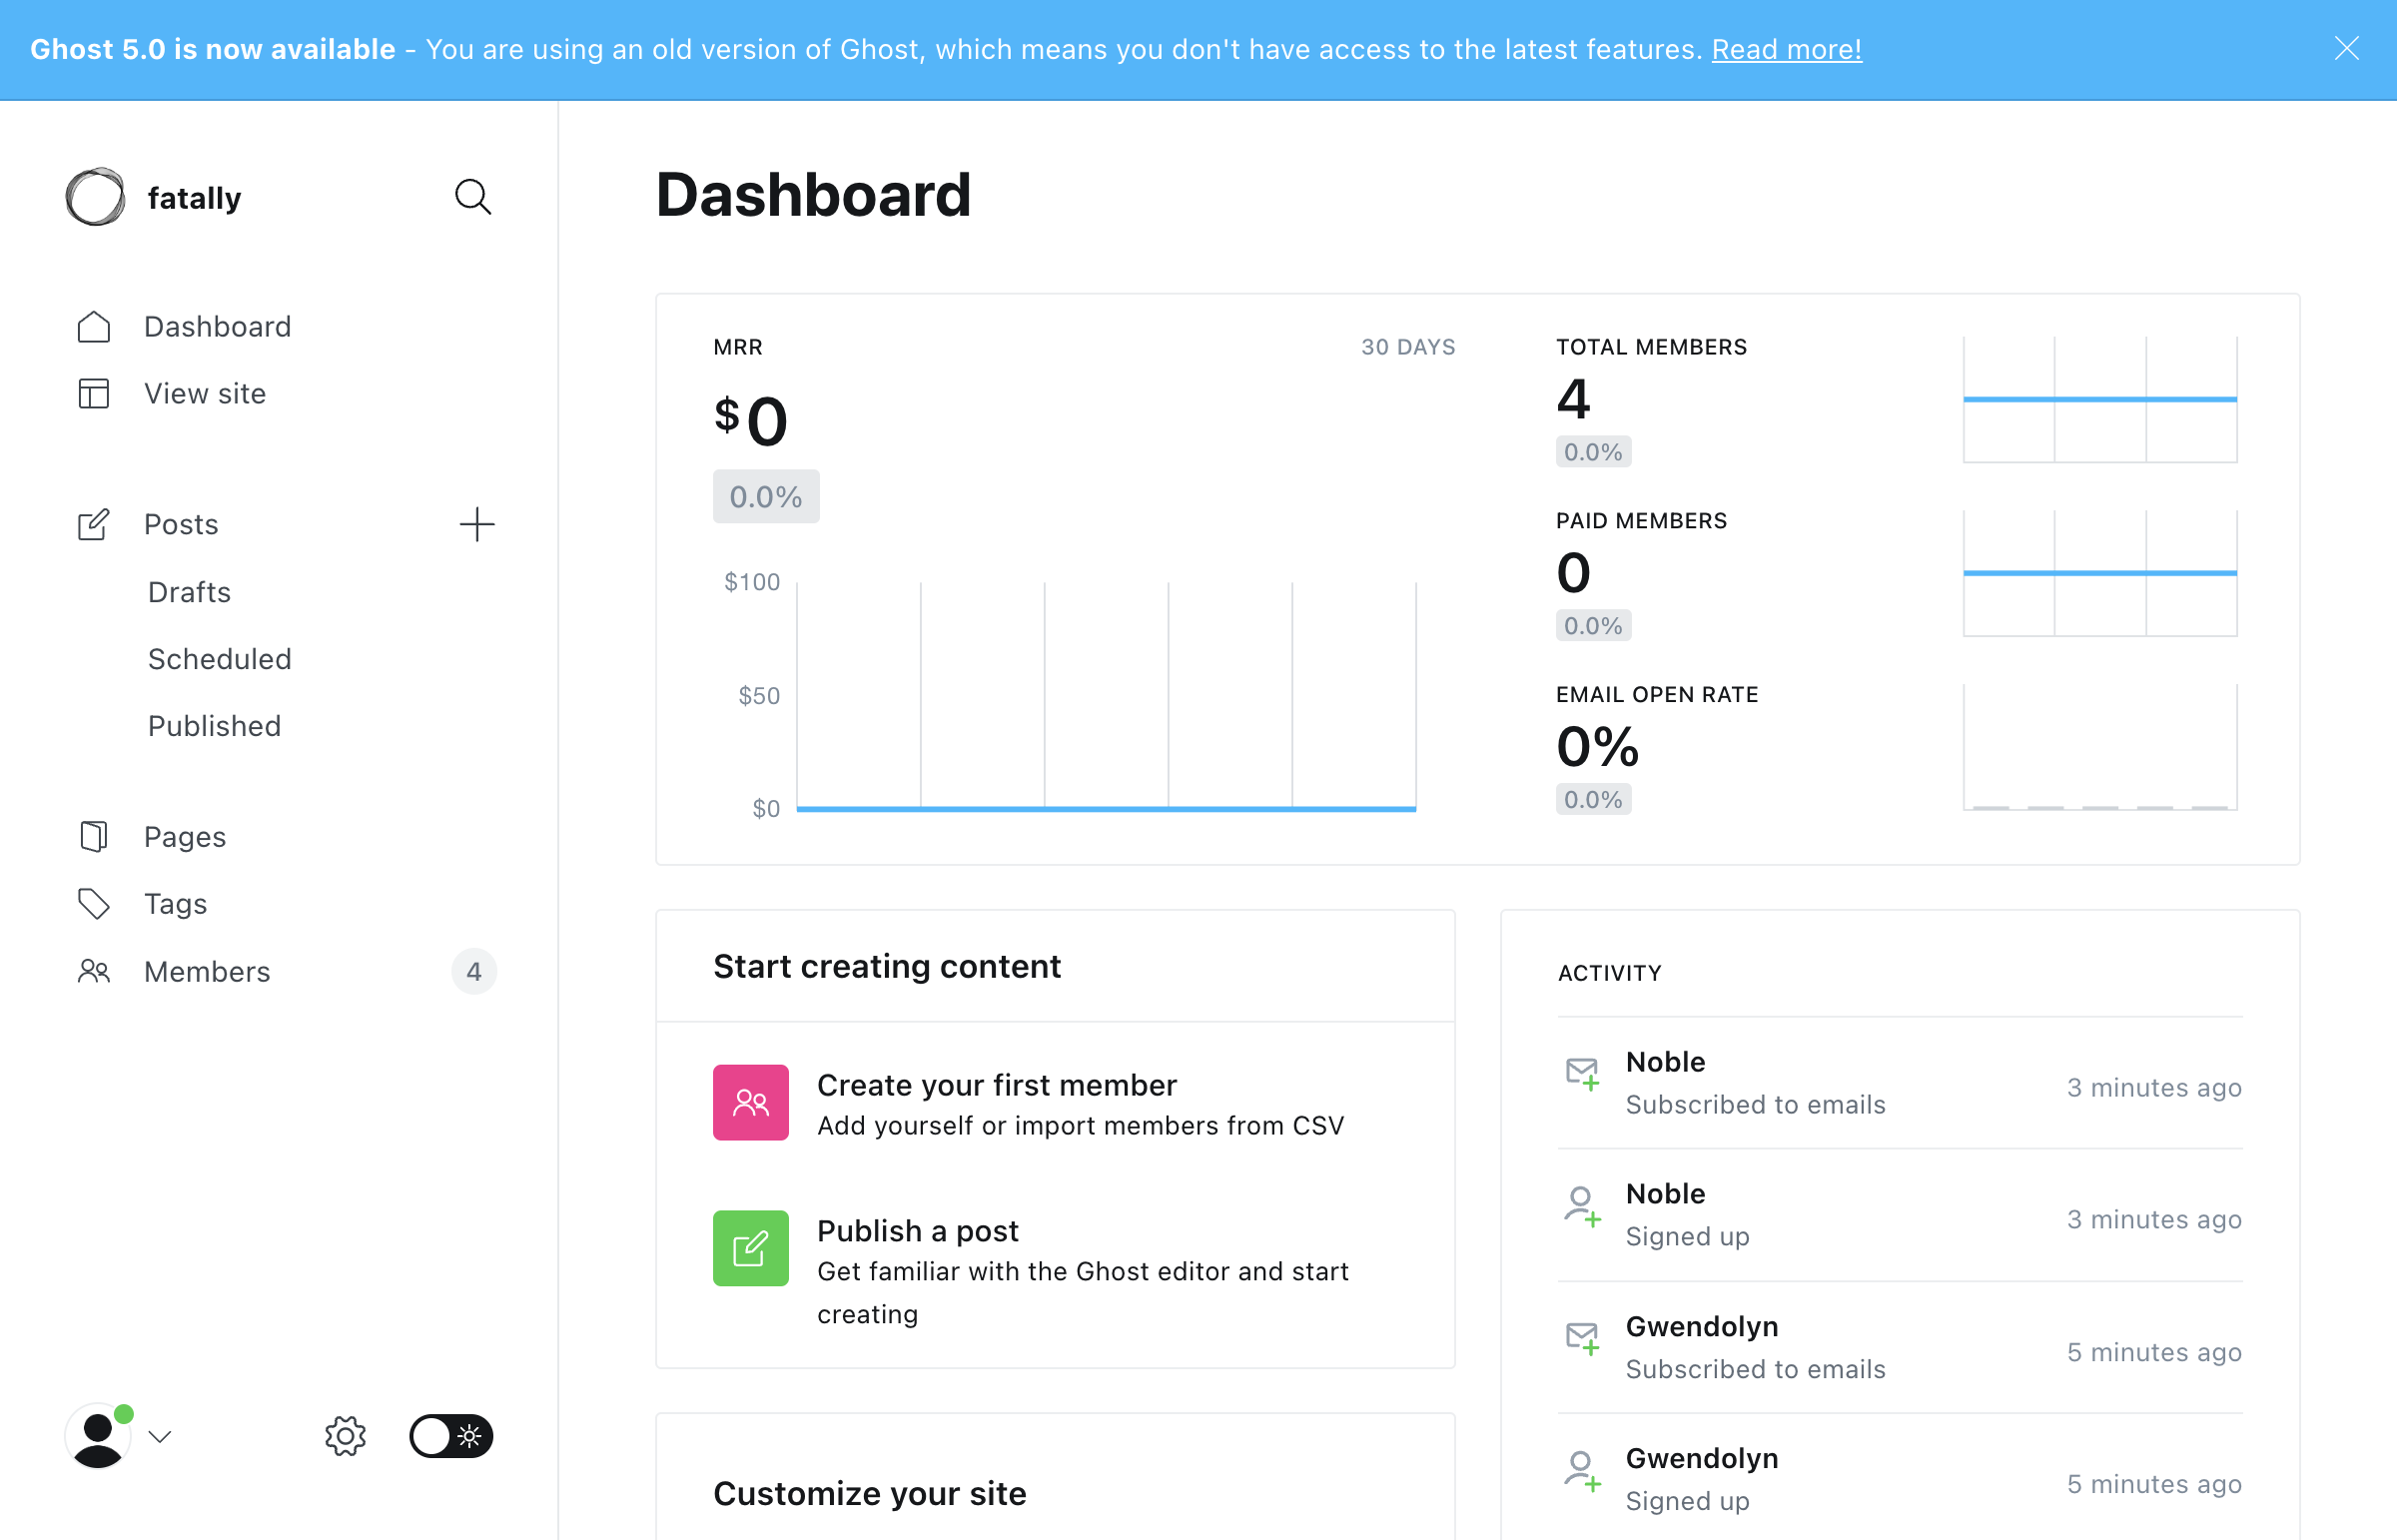 Ghost 5.0 is now available - You are using an old version of Ghost, which means you don't have access to the latest features. Read more!
fatally
Dashboard
View site
Posts
Drafts
Scheduled
Published
Pages
Tags
Members
4
Dashboard
MRR
30 DAYS
$0
0.0%
$100
$50
$0
TOTAL MEMBERS
4
0.0%
PAID MEMBERS
0
0.0%
EMAIL OPEN RATE
0%
0.0%
Start creating content
Create your first member
Add yourself or import members from CSV
Publish a post
Get familiar with the Ghost editor and start
creating
Customize your site
ACTIVITY
Noble
Subscribed to emails
3 minutes ago
Noble
Signed up
3 minutes ago
Gwendolyn
Subscribed to emails
5 minutes ago
Gwendolyn
Signed up
5 minutes ago